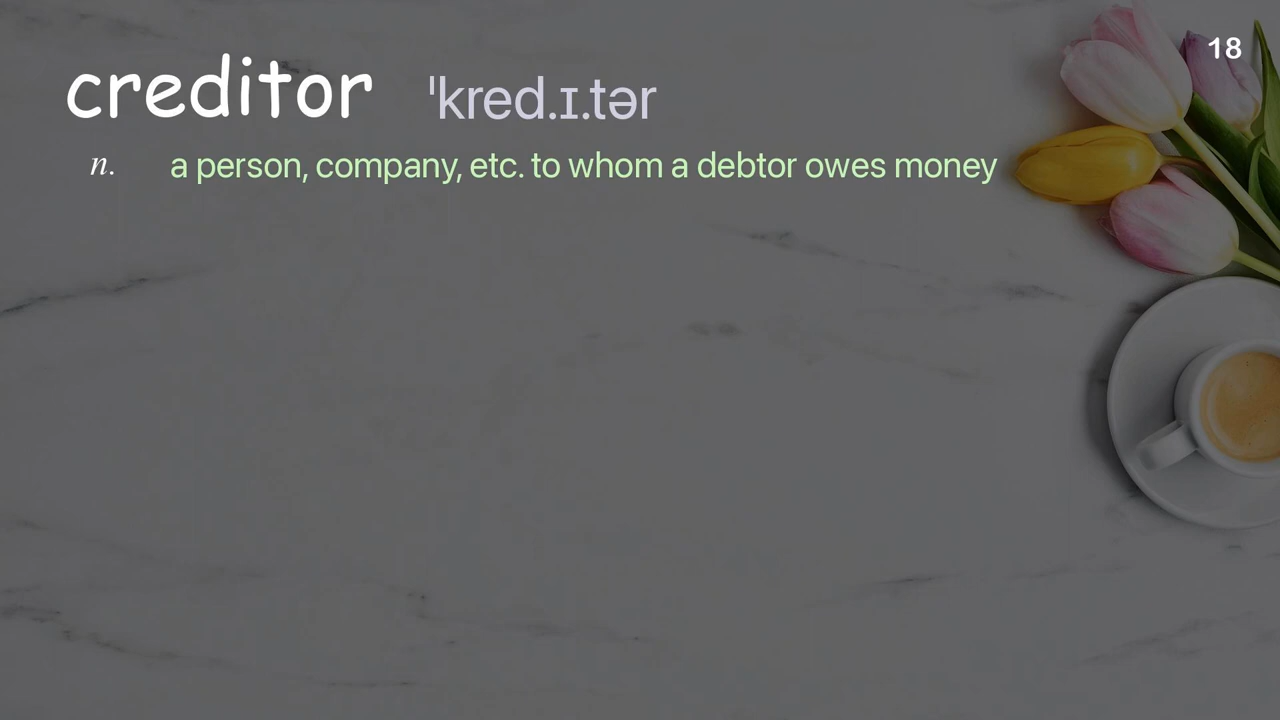 18
creditor ˈkred.ɪ.tər
n. a person, company, etc. to whom a debtor owes money